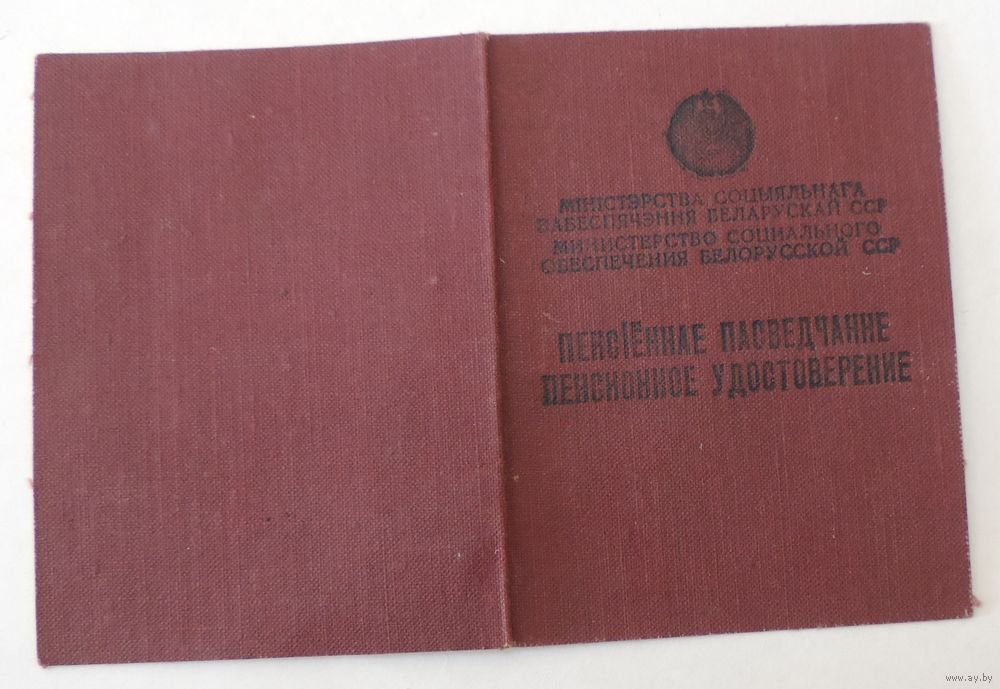 МІНІСТЭРСТВА САЦЫЯЛЬНАГА
ЗАБЕСПЯЧЭННЯ БЕЛАРУСКАЙ ССР
МИНИСТЕРСТВО СОЦИАЛЬНОГО
ОБЕСПЕЧЕНИЯ БЕЛОРУССКОЙ ССР
ПЕНСІЁННАЕ ПАСВЕДЧАННЕ
ПЕНСИОННОЕ УДОСТОВЕРЕНИЕ
www.ay.by